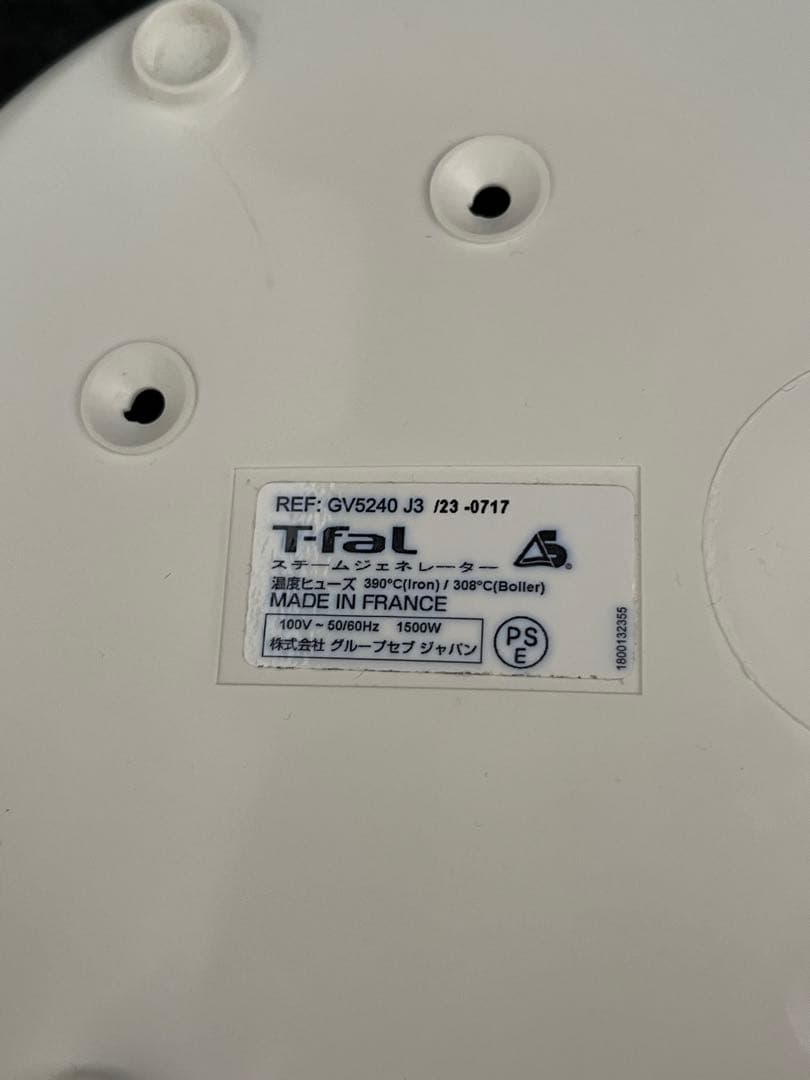 REF: GV5240 J3 /23 -0717
T-faL
スチームジェネレーター
温度ヒューズ 390°C(Iron) / 308°C(Boiler)
MADE IN FRANCE
100V ~ 50/60Hz 1500W
株式会社 グループセブ ジャパン
PS
E
1800132355